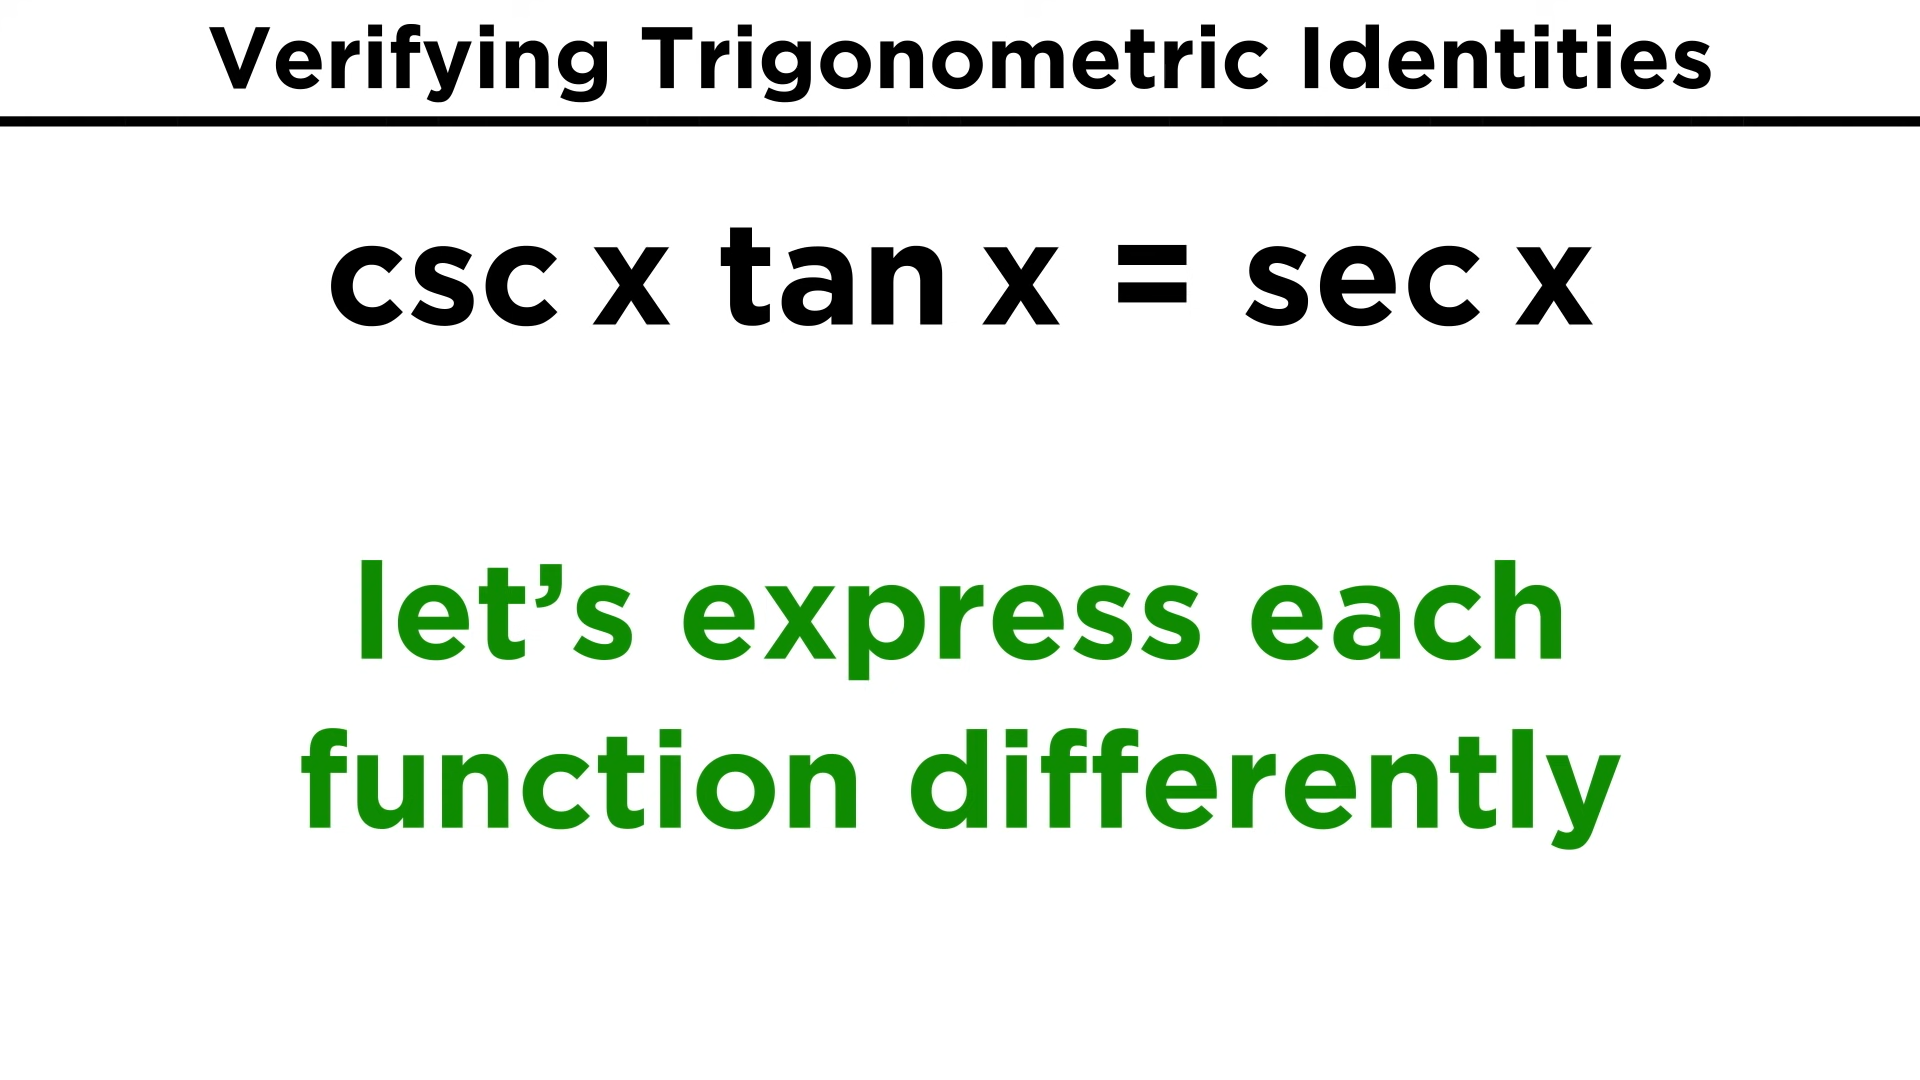 Verifying Trigonometric Identities
csc x tan x = sec x
let’s express each
function differently